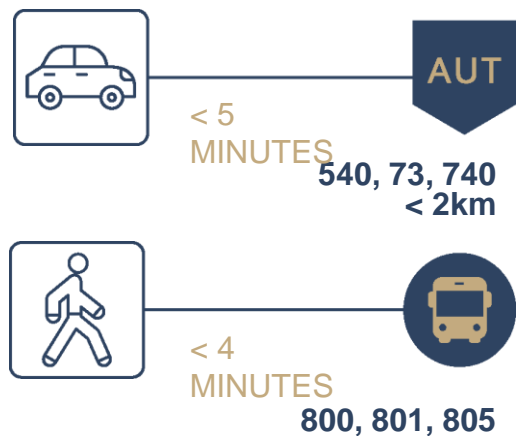 AUT
< 5
MINUTES
540, 73, 740
< 2km
< 4
MINUTES
800, 801, 805